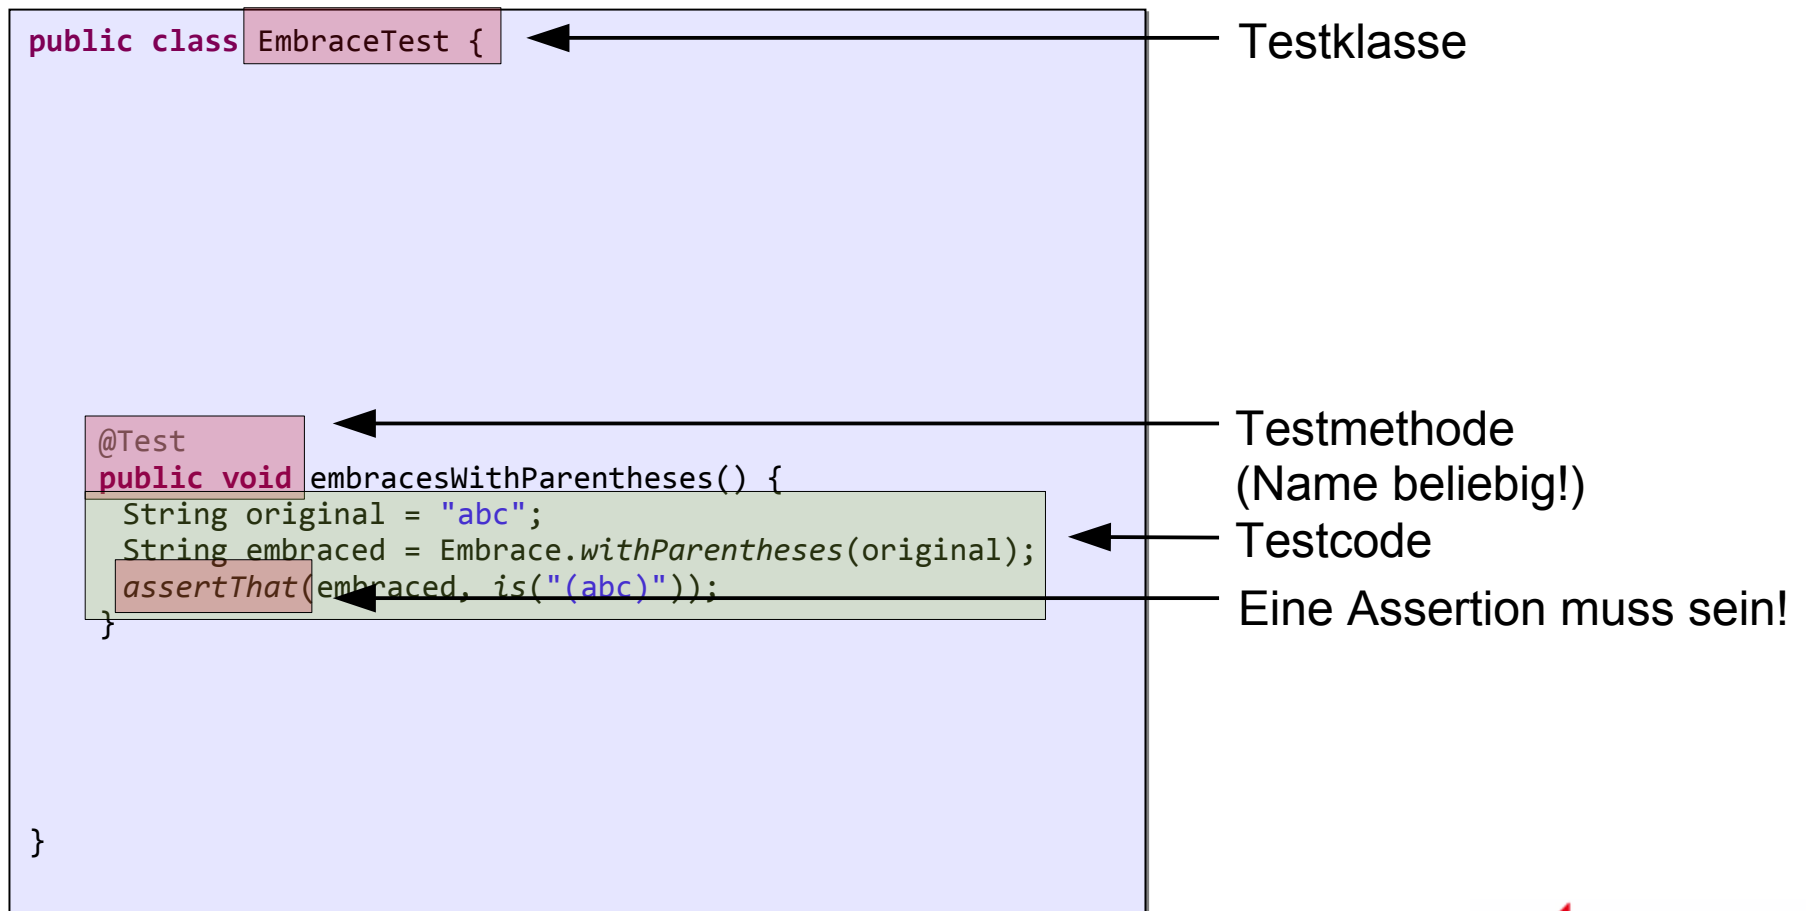 public class EmbraceTest {
Testklasse
@Test
public void embracesWithParentheses() {
String original = "abc";
String embraced = Embrace.withParentheses(original);
assertThat(embraced, is("(abc)"));
}
}
Testmethode
(Name beliebig!)
Testcode
Eine Assertion muss sein!